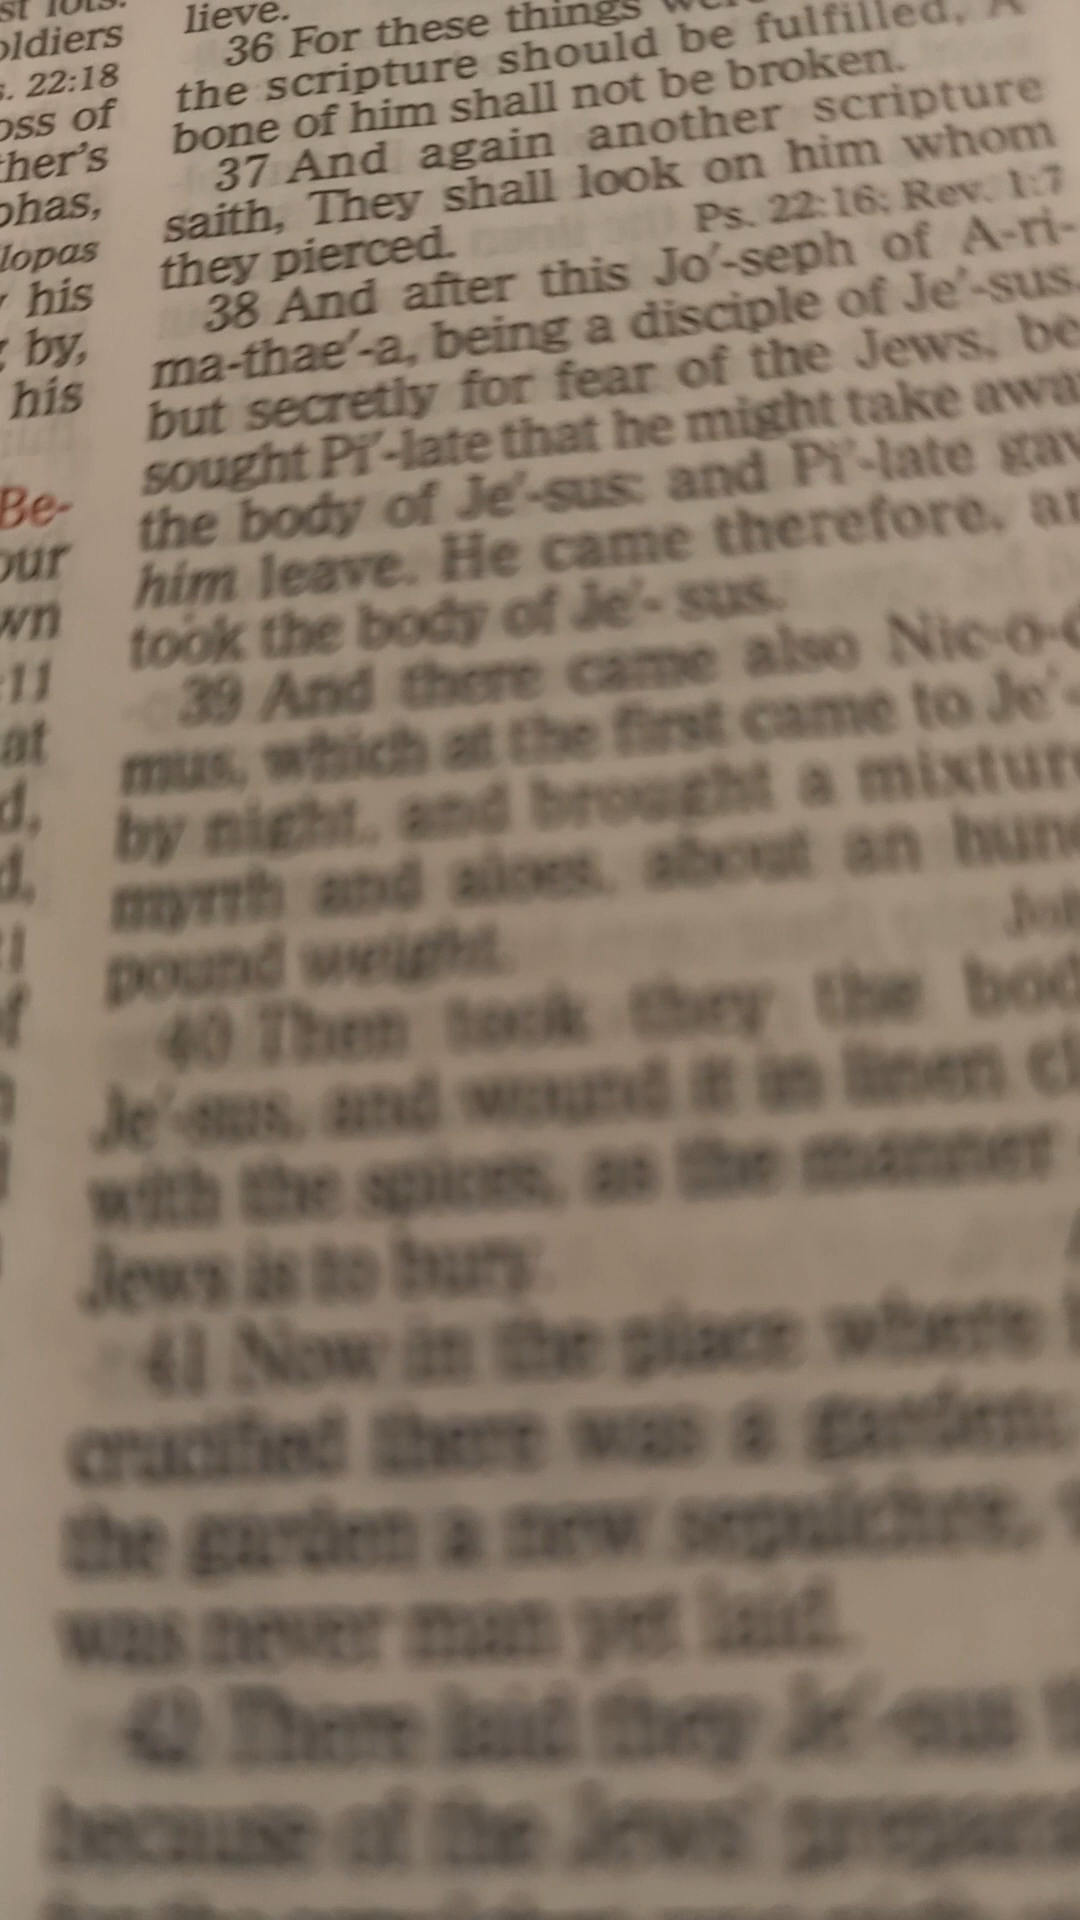 st lots.
oldiers
s. 22:18
oss of
ther's
ohas,
lopas
his
by,
his
Be-
our
wn
:11
at
d,
d,
lieve.
36 For these things
the scripture should be fulfilled, A
bone of him shall not be broken.
37 And again another scripture
saith, They shall look on him whom
they pierced. Ps. 22:16; Rev. 1:7
38 And after this Jo′-seph of A-ri-
ma-thae′-a, being a disciple of Je′-sus,
but secretly for fear of the Jews, be
sought Pi′-late that he might take awa
the body of Je′-sus: and Pi′-late gav
him leave. He came therefore, an
took the body of Je′- sus.
39 And there came also Nic-o-d
mus, which at the first came to Je′-
by night, and brought a mixtur
myrrh and aloes, about an hund
pound weight. Joh
40 Then took they the bod
Je′-sus, and wound it in linen cl
with the spices, as the manner
Jews is to bury.
41 Now in the place where
crucified there was a garden;
the garden a new sepulchre,
was never man yet laid.
42 There laid they Je′-sus
because of the Jews' prepara